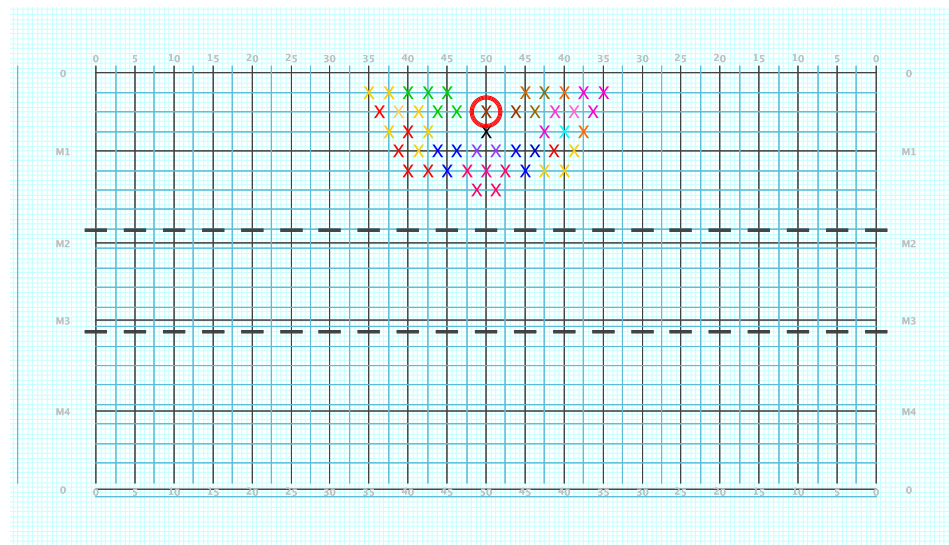 0 5 10 15 20 25 30 35 40 45 50 45 40 35 30 25 20 15 10 5 0
0 0
X X X X X X X X X X
X X X X X X X X X X X X
X X X X X X X
M1 X X X X X X X X X X M1
X X X X X X X X X
X X
M2 M2
M3 M3
M4 M4
0 0
0 5 10 15 20 25 30 35 40 45 50 45 40 35 30 25 20 15 10 5 0